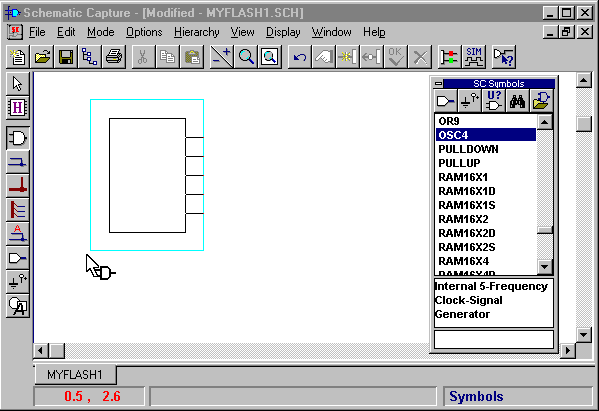 Schematic Capture - [Modified - MYFLASH1.SCH]
File Edit Mode Options Hierarchy View Display Window Help
SIM
OK
H
SC Symbols
U?
OR9
OSC4
PULLDOWN
PULLUP
RAM16X1
RAM16X1D
RAM16X1S
RAM16X2
RAM16X2D
RAM16X2S
RAM16X4
RAM16X4D
Internal 5-Frequency
Clock-Signal
Generator
A
A
MYFLASH1
0.5 , 2.6
Symbols